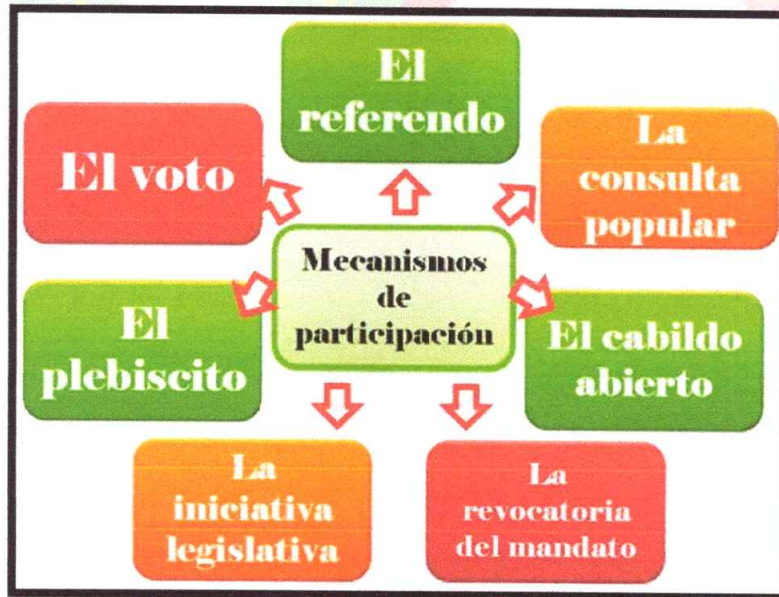 El
referendo
El voto
La
consulta
popular
Mecanismos
de
participación
El
plebiscito
El cabildo
abierto
La
iniciativa
legislativa
La
revocatoria
del mandato